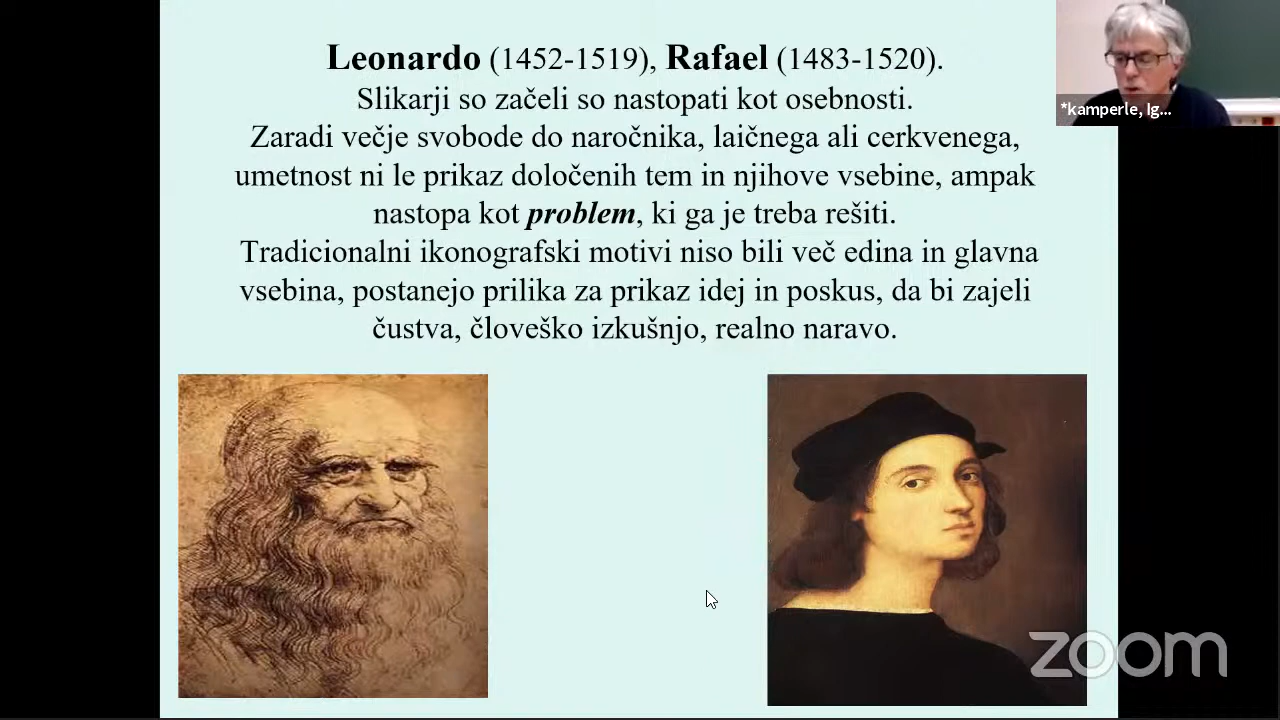 Leonardo (1452-1519), Rafael (1483-1520).
Slikarji so začeli so nastopati kot osebnosti.
Zaradi večje svobode do naročnika, laičnega ali cerkvenega,
umetnost ni le prikaz določenih tem in njihove vsebine, ampak
nastopa kot problem, ki ga je treba rešiti.
Tradicionalni ikonografski motivi niso bili več edina in glavna
vsebina, postanejo prilika za prikaz idej in poskus, da bi zajeli
čustva, človeško izkušnjo, realno naravo.
*kamperle, Ig...
zoom